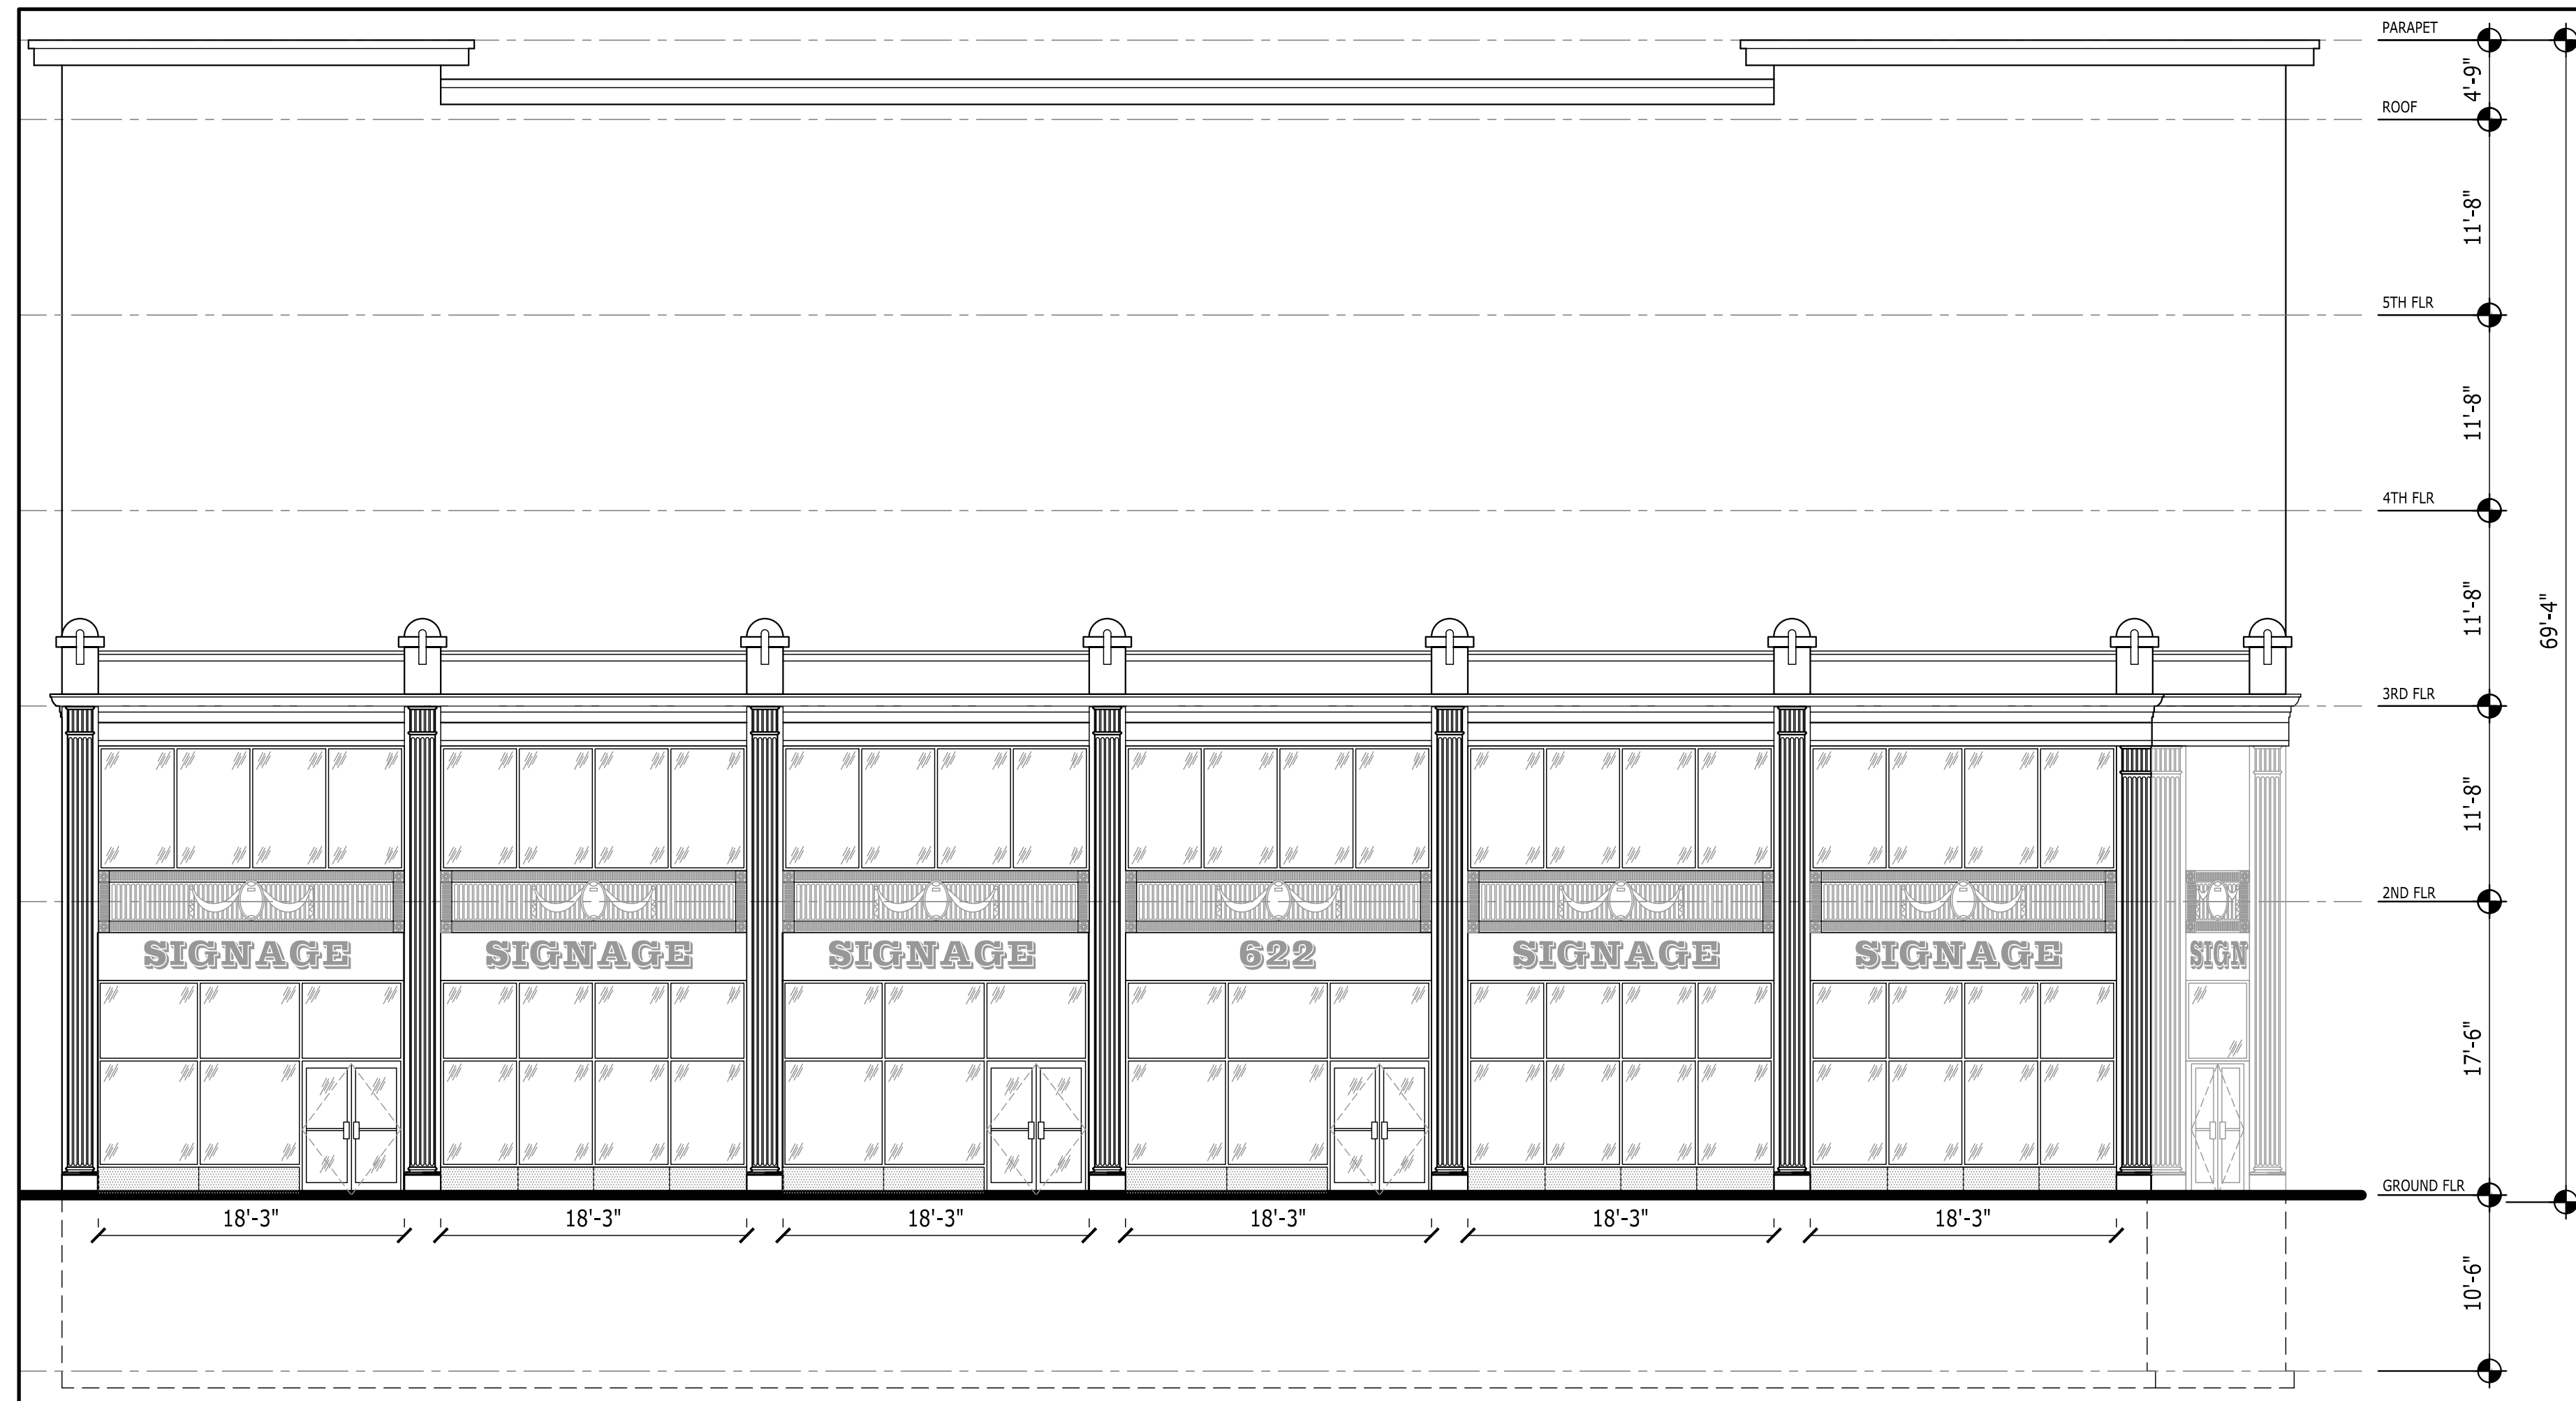 PARAPET
4'-9"
ROOF
11'-8"
5TH FLR
11'-8"
4TH FLR
11'-8"
69'-4"
3RD FLR
11'-8"
2ND FLR
SIGNAGE SIGNAGE SIGNAGE 622 SIGNAGE SIGNAGE SIGN
17'-6"
GROUND FLR
18'-3" 18'-3" 18'-3" 18'-3" 18'-3" 18'-3"
10'-6"